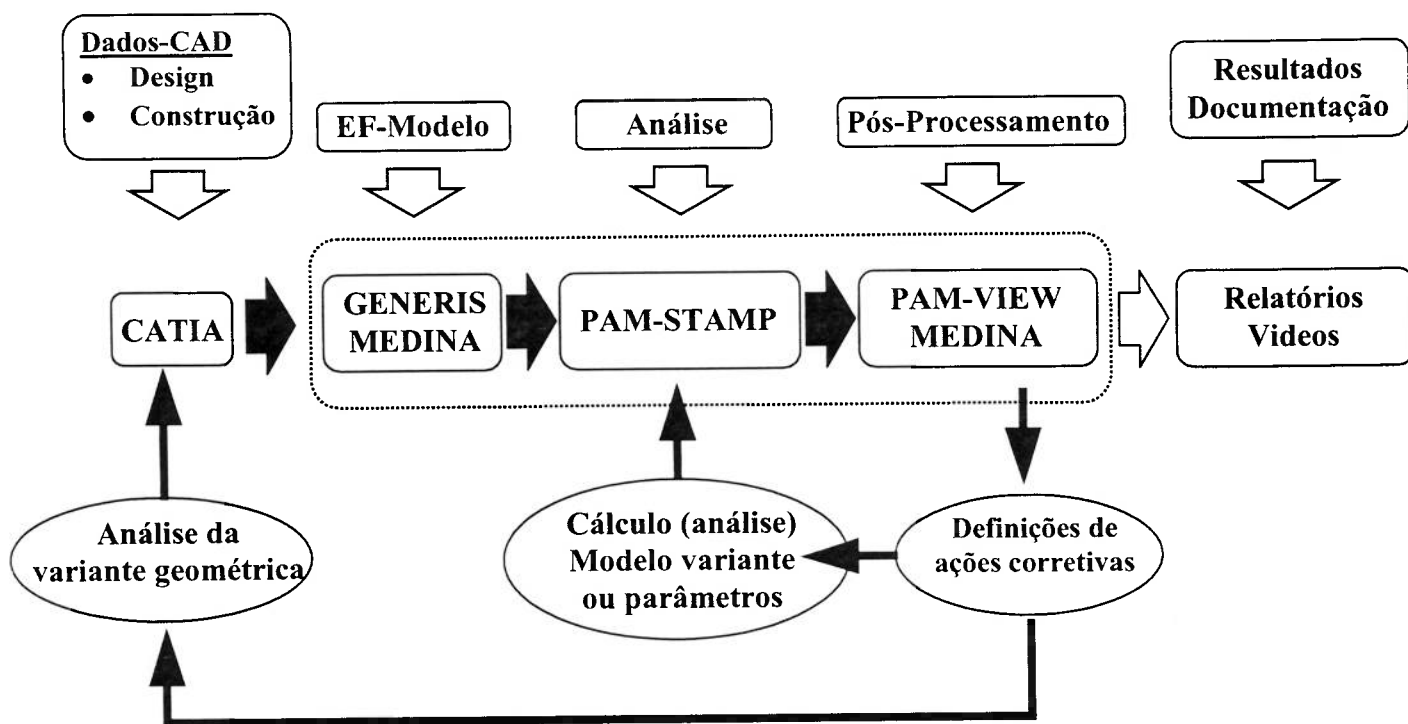 Dados-CAD
• Design
• Construção
EF-Modelo
Análise
Pós-Processamento
Resultados
Documentação
CATIA
GENERIS
MEDINA
PAM-STAMP
PAM-VIEW
MEDINA
Relatórios
Videos
Análise da
variante geométrica
Cálculo (análise)
Modelo variante
ou parâmetros
Definições de
ações corretivas